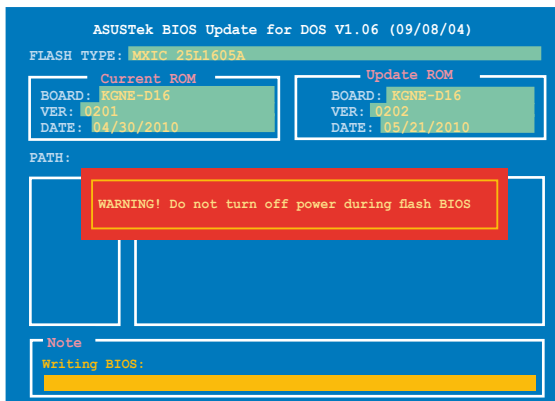 ASUSTek BIOS Update for DOS V1.06 (09/08/04)
FLASH TYPE: MXIC 25L1605A
Current ROM
BOARD: KGNE-D16
VER: 0201
DATE: 04/30/2010
Update ROM
BOARD: KGNE-D16
VER: 0202
DATE: 05/21/2010
PATH:
WARNING! Do not turn off power during flash BIOS
Note
Writing BIOS: